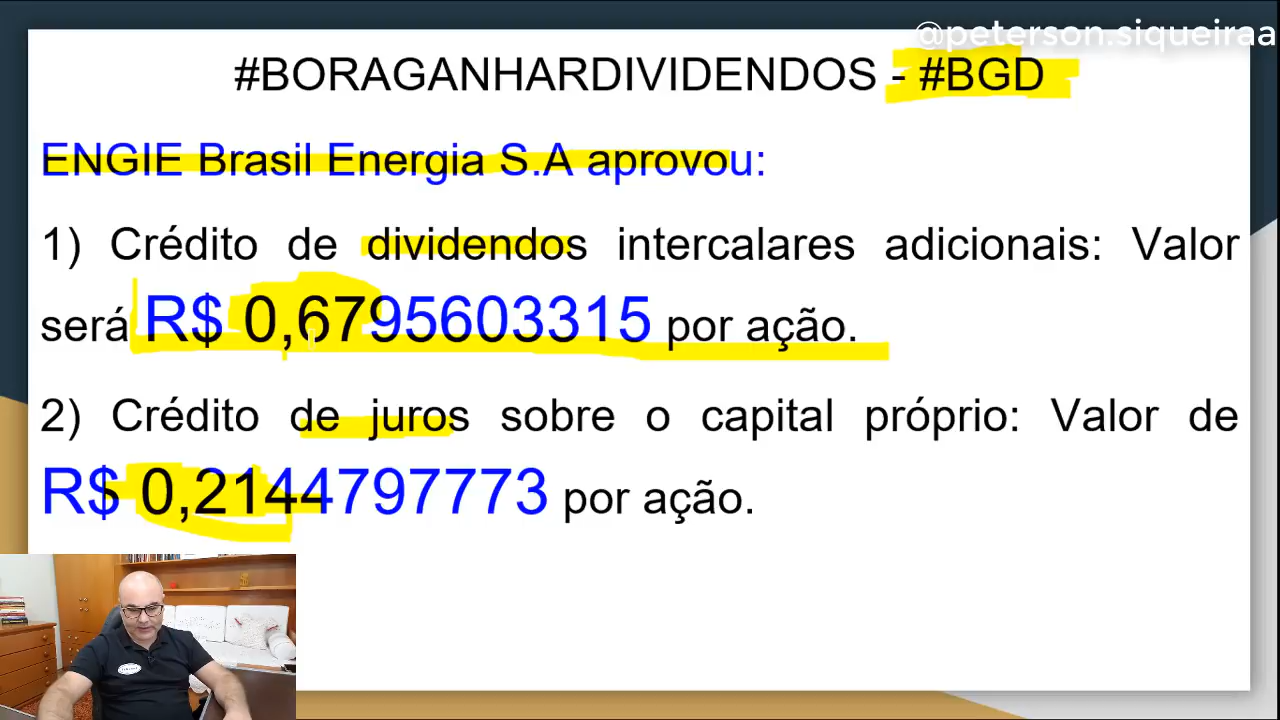 @peterson.siqueiraa
#BORAGANHARDIVIDENDOS - #BGD
ENGIE Brasil Energia S.A aprovou:
1) Crédito de dividendos intercalares adicionais: Valor
será R$ 0,6795603315 por ação.
2) Crédito de juros sobre o capital próprio: Valor de
R$ 0,2144797773 por ação.